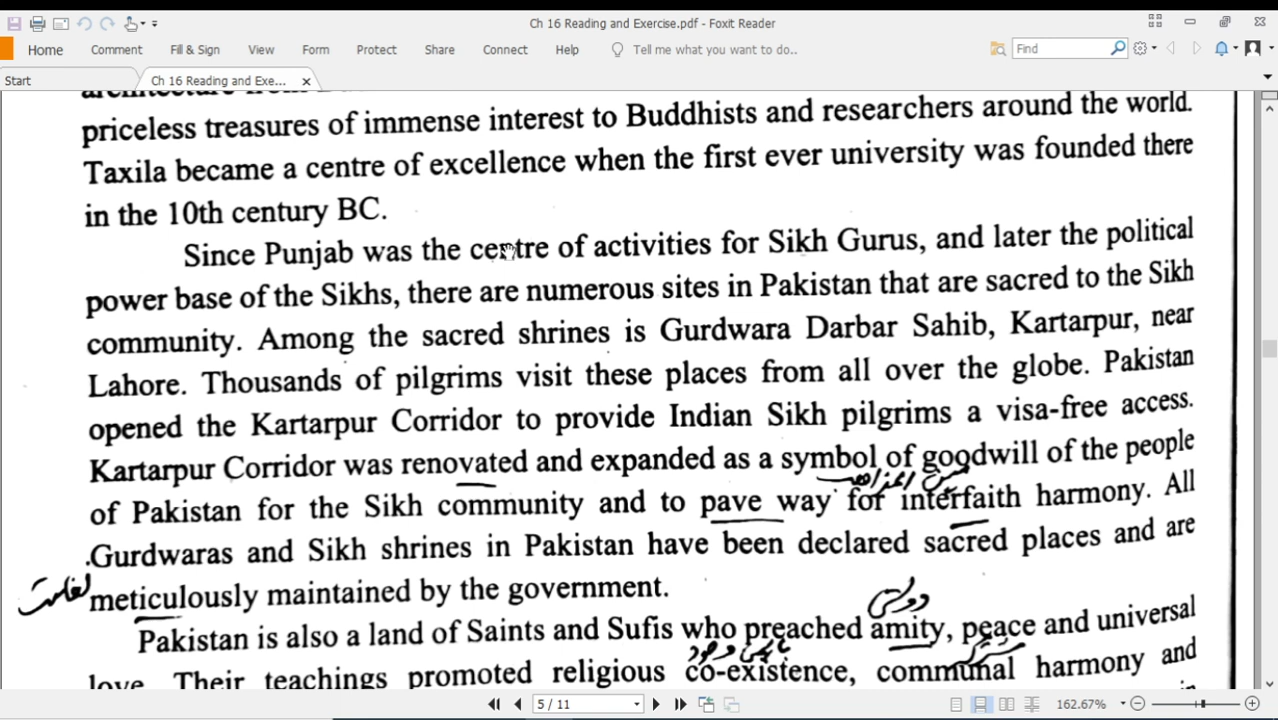 Ch 16 Reading and Exercise.pdf - Foxit Reader
Home Comment Fill & Sign View Form Protect Share Connect Help Tell me what you want to do.. Find
Start Ch 16 Reading and Exe... ×
priceless treasures of immense interest to Buddhists and researchers around the world.
Taxila became a centre of excellence when the first ever university was founded there
in the 10th century BC.
Since Punjab was the centre of activities for Sikh Gurus, and later the political
power base of the Sikhs, there are numerous sites in Pakistan that are sacred to the Sikh
community. Among the sacred shrines is Gurdwara Darbar Sahib, Kartarpur, near
Lahore. Thousands of pilgrims visit these places from all over the globe. Pakistan
opened the Kartarpur Corridor to provide Indian Sikh pilgrims a visa-free access.
Kartarpur Corridor was renovated and expanded as a symbol of goodwill of the people
of Pakistan for the Sikh community and to pave way for interfaith harmony. All
.Gurdwaras and Sikh shrines in Pakistan have been declared sacred places and are
meticulously maintained by the government.
دوستی
Pakistan is also a land of Saints and Sufis who preached amity, peace and universal
love. Their teachings promoted religious co-existence, communal harmony and
5 / 11 162.67%